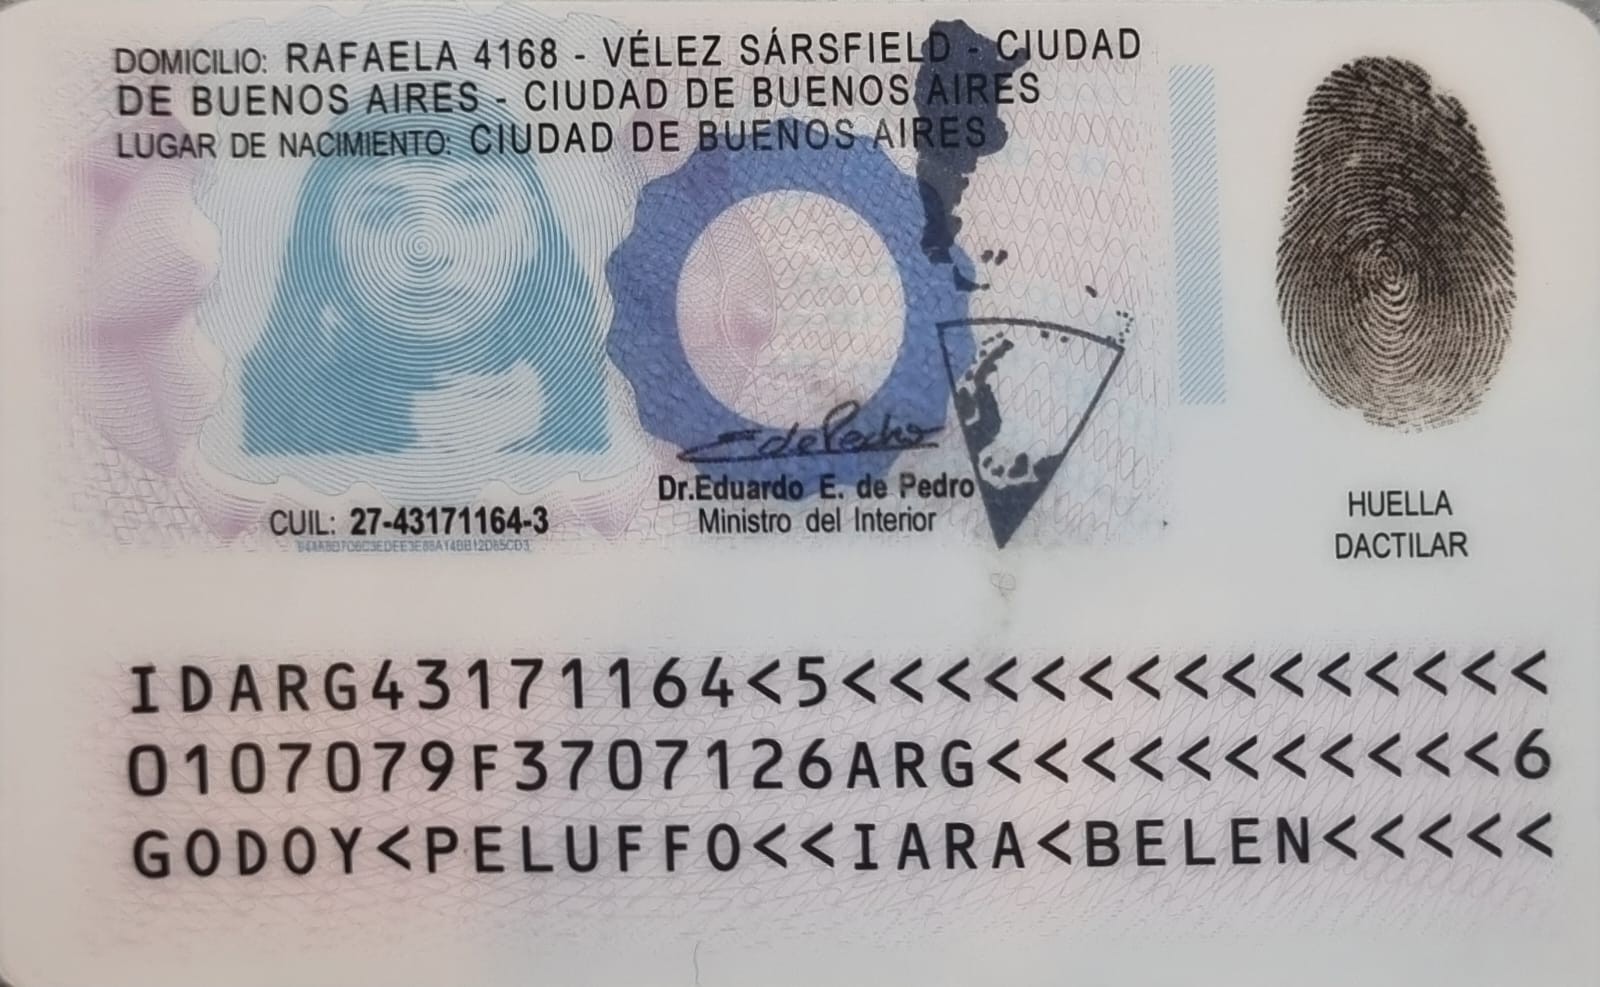 DOMICILIO: RAFAELA 4168 - VÉLEZ SÁRSFIELD - CIUDAD
DE BUENOS AIRES - CIUDAD DE BUENOS AIRES
LUGAR DE NACIMIENTO: CIUDAD DE BUENOS AIRES
Dr.Eduardo E. de Pedro
Ministro del Interior
CUIL: 27-43171164-3
HUELLA
DACTILAR
IDARG43171164<5<<<<<<<<<<<<<<<
0107079F3707126ARG<<<<<<<<<<<6
GODOY<PELUFFO<<IARA<BELEN<<<<<